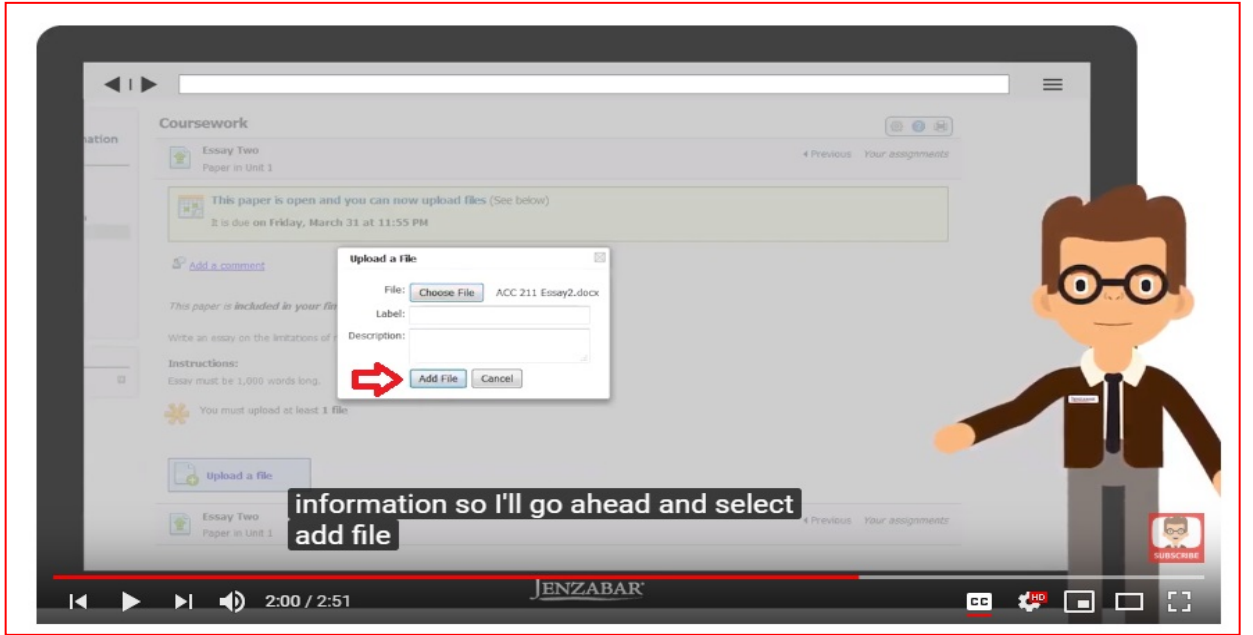 Coursework
mation
Essay Two
Paper in Unit 1
Previous Your assignments
This paper is open and you can now upload files (See below)
It is due on Friday, March 31 at 11:55 PM
Add a comment
Upload a File
File: Choose File ACC 211 Essay2.docx
Label:
Description:
Add File Cancel
This paper is included in your fin
Write an essay on the limitations of
Instructions:
Essay must be 1,000 words long.
You must upload at least 1 file
Upload a file
information so I'll go ahead and select
add file
Essay Two
Paper in Unit 1
Previous Your assignments
SUBSCRIBE
JENZABAR
2:00 / 2:51
CC
HD